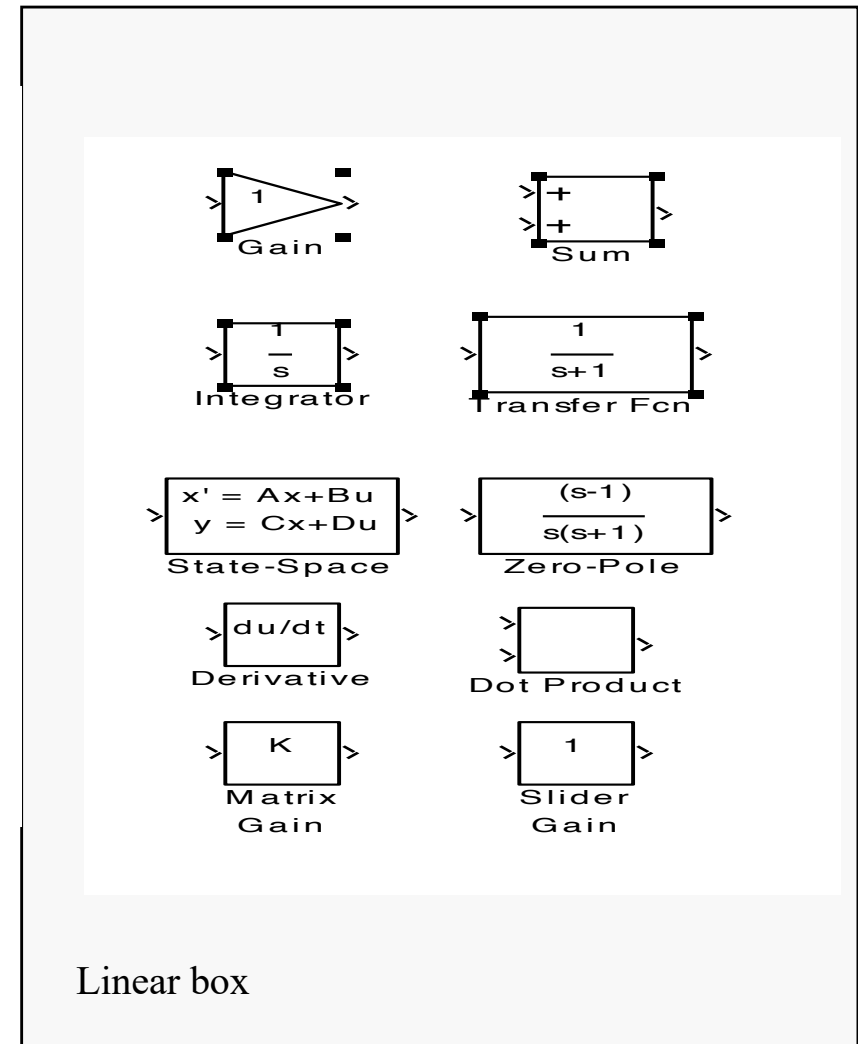 1
Gain
+
+
Sum
1
s
Integrator
1
s+1
Transfer Fcn
x' = Ax+Bu
y = Cx+Du
State-Space
(s-1)
s(s+1)
Zero-Pole
du/dt
Derivative
Dot Product
K
Matrix
Gain
1
Slider
Gain
Linear box